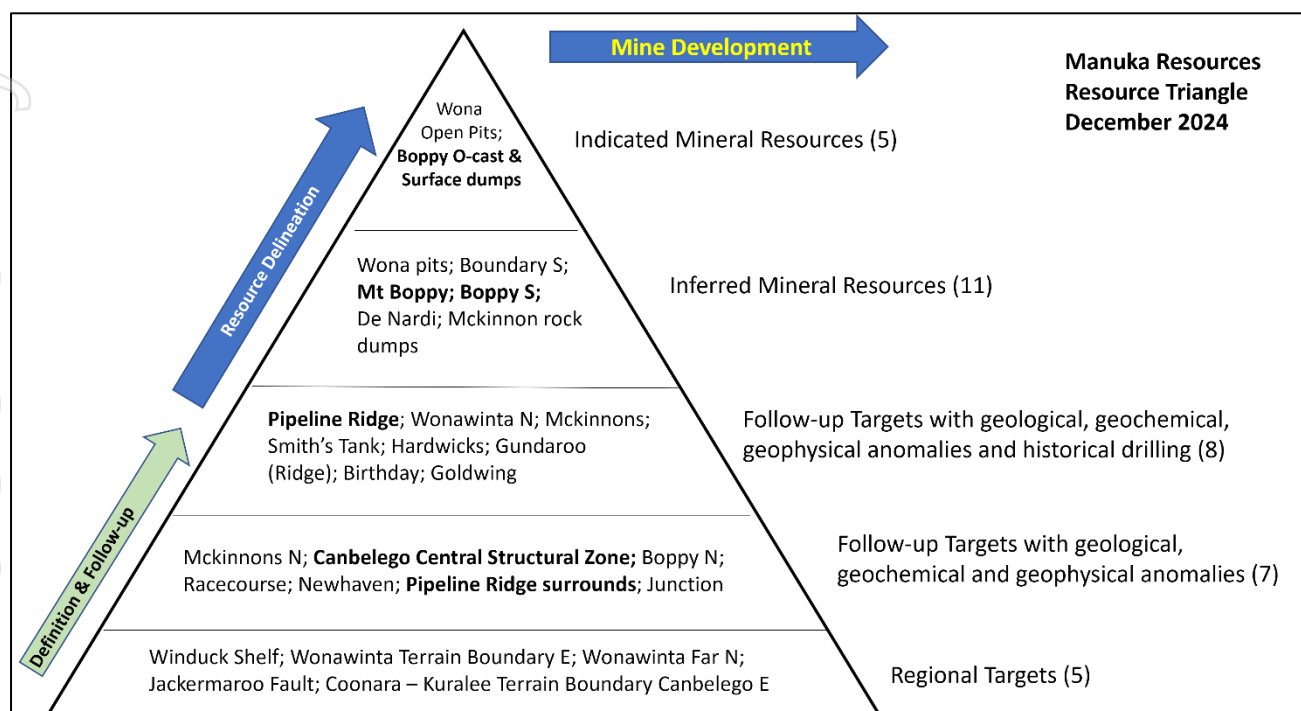 Mine Development
Manuka Resources
Resource Triangle
December 2024
Wona
Open Pits;
Boppy O-cast &
Surface dumps
Indicated Mineral Resources (5)
Resource Delineation
Wona pits; Boundary S;
Mt Boppy; Boppy S;
De Nardi; Mckinnon rock
dumps
Inferred Mineral Resources (11)
Pipeline Ridge; Wonawinta N; Mckinnons;
Smith's Tank; Hardwicks; Gundaroo
(Ridge); Birthday; Goldwing
Follow-up Targets with geological, geochemical,
geophysical anomalies and historical drilling (8)
Definition & Follow-up
Mckinnons N; Canbelego Central Structural Zone; Boppy N;
Racecourse; Newhaven; Pipeline Ridge surrounds; Junction
Follow-up Targets with geological,
geochemical and geophysical anomalies (7)
Winduck Shelf; Wonawinta Terrain Boundary E; Wonawinta Far N;
Jackermaroo Fault; Coonara – Kuralee Terrain Boundary Canbelego E
Regional Targets (5)